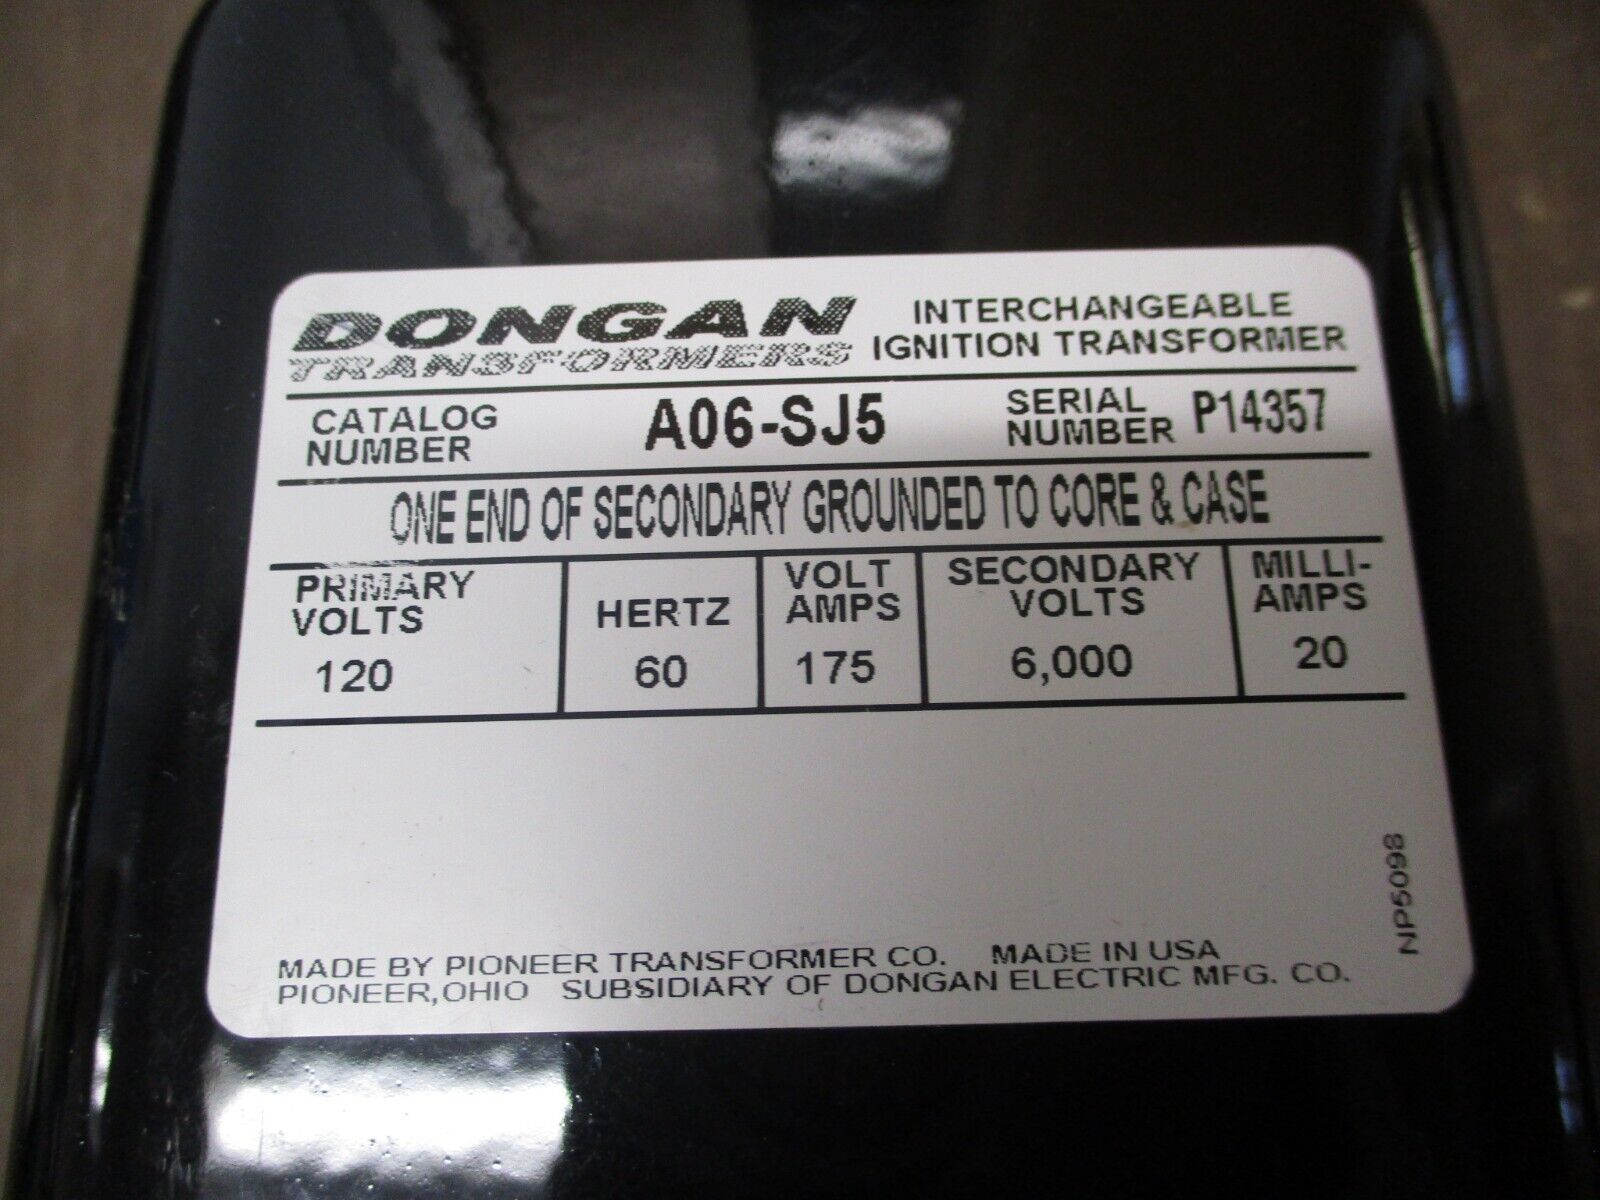 DONGAN
TRANSFORMERS
INTERCHANGEABLE
IGNITION TRANSFORMER
CATALOG
NUMBER
A06-SJ5
SERIAL
NUMBER
P14357
ONE END OF SECONDARY GROUNDED TO CORE & CASE
PRIMARY
VOLTS
120
HERTZ
60
VOLT
AMPS
175
SECONDARY
VOLTS
6,000
MILLI-
AMPS
20
NP5098
MADE BY PIONEER TRANSFORMER CO. MADE IN USA
PIONEER, OHIO SUBSIDIARY OF DONGAN ELECTRIC MFG. CO.